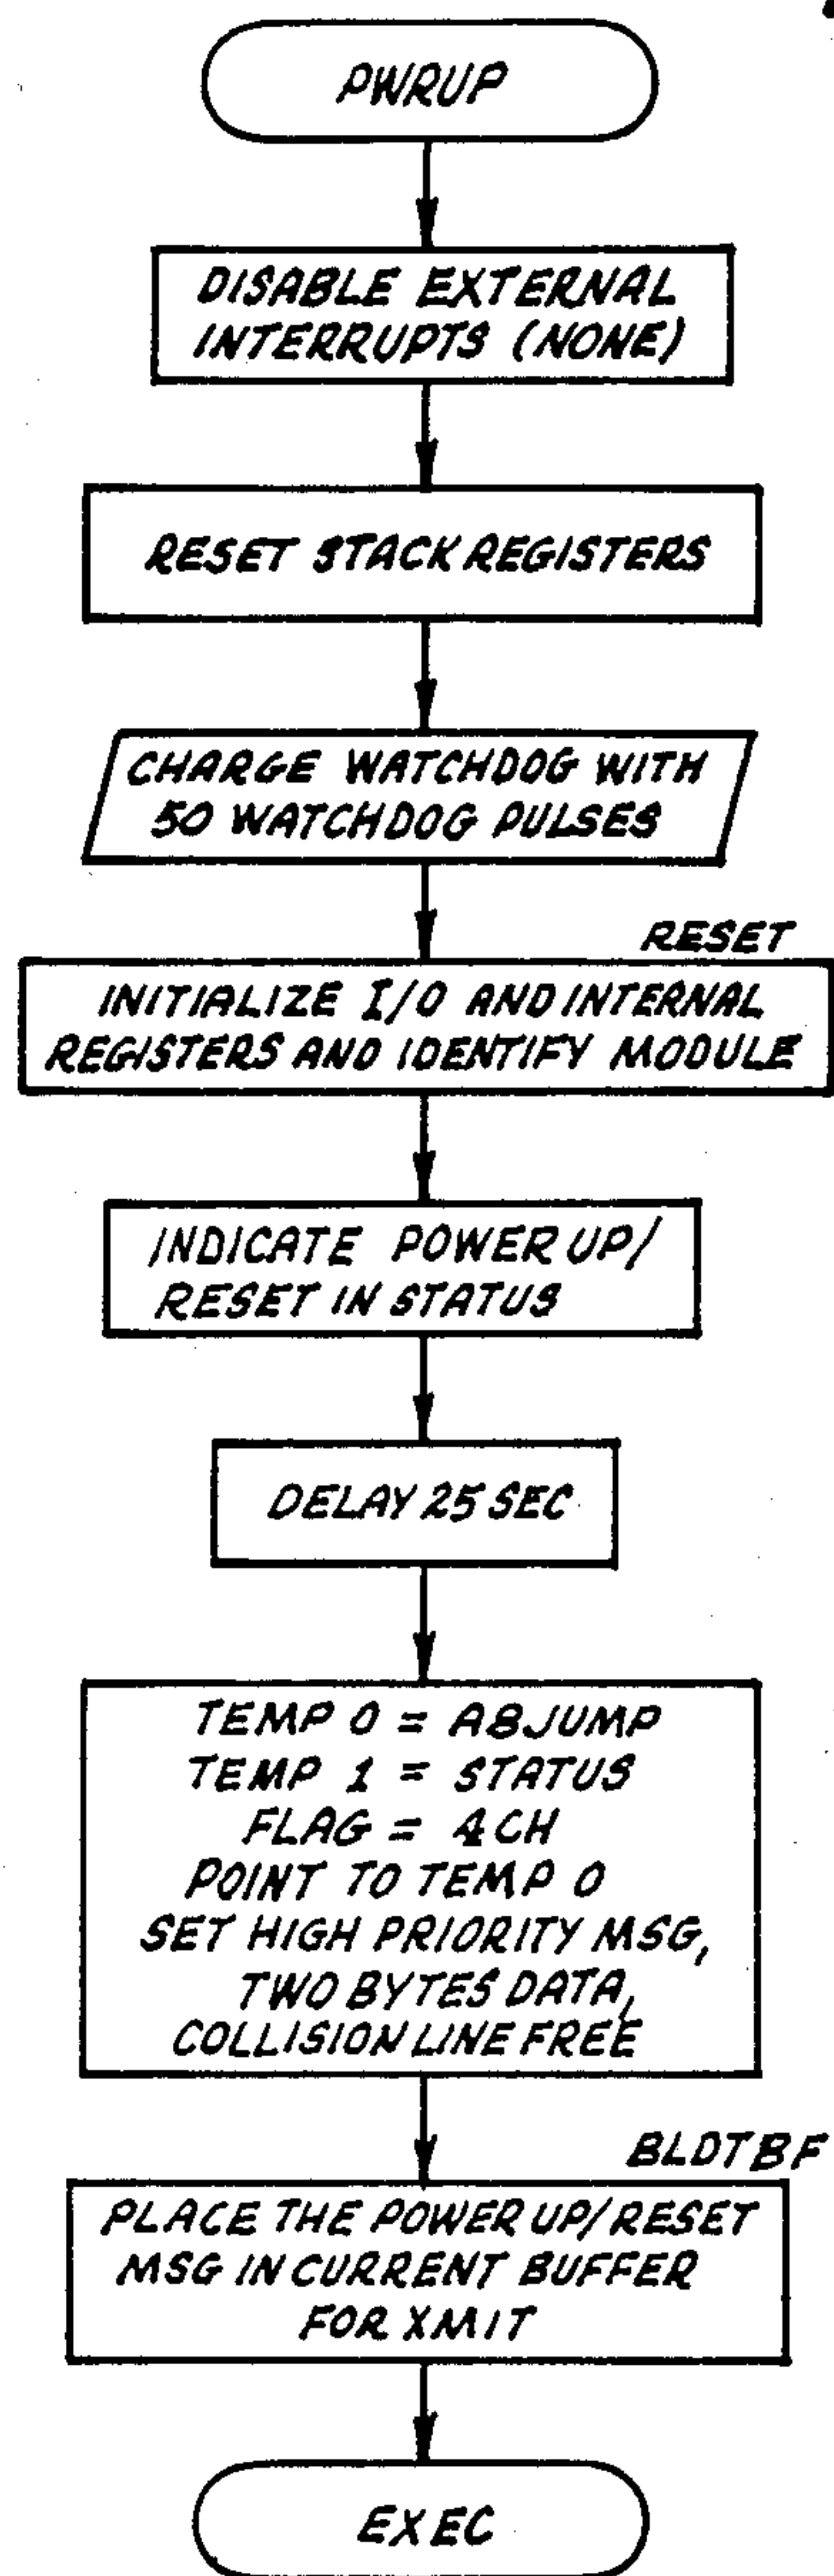 PWRUP
DISABLE EXTERNAL
INTERRUPTS (NONE)
RESET STACK REGISTERS
CHARGE WATCHDOG WITH
50 WATCHDOG PULSES
RESET
INITIALIZE I/O AND INTERNAL
REGISTERS AND IDENTIFY MODULE
INDICATE POWER UP/
RESET IN STATUS
DELAY 25 SEC
TEMP 0 = ABJUMP
TEMP 1 = STATUS
FLAG = 4CH
POINT TO TEMP 0
SET HIGH PRIORITY MSG,
TWO BYTES DATA,
COLLISION LINE FREE
BLDTBF
PLACE THE POWER UP/RESET
MSG IN CURRENT BUFFER
FOR XMIT
EXEC